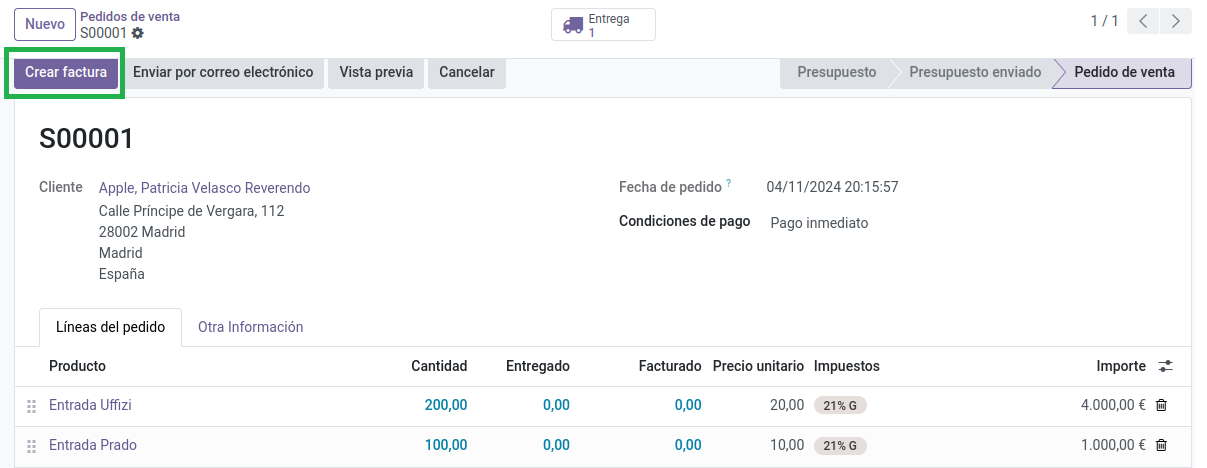 Nuevo
Pedidos de venta
S00001
Entrega
1
1 / 1
Crear factura
Enviar por correo electrónico
Vista previa
Cancelar
Presupuesto
Presupuesto enviado
Pedido de venta
S00001
Cliente
Apple, Patricia Velasco Reverendo
Calle Príncipe de Vergara, 112
28002 Madrid
Madrid
España
Fecha de pedido ? 04/11/2024 20:15:57
Condiciones de pago Pago inmediato
Líneas del pedido Otra Información
Producto Cantidad Entregado Facturado Precio unitario Impuestos Importe
Entrada Uffizi 200,00 0,00 0,00 20,00 21% G 4.000,00 €
Entrada Prado 100,00 0,00 0,00 10,00 21% G 1.000,00 €